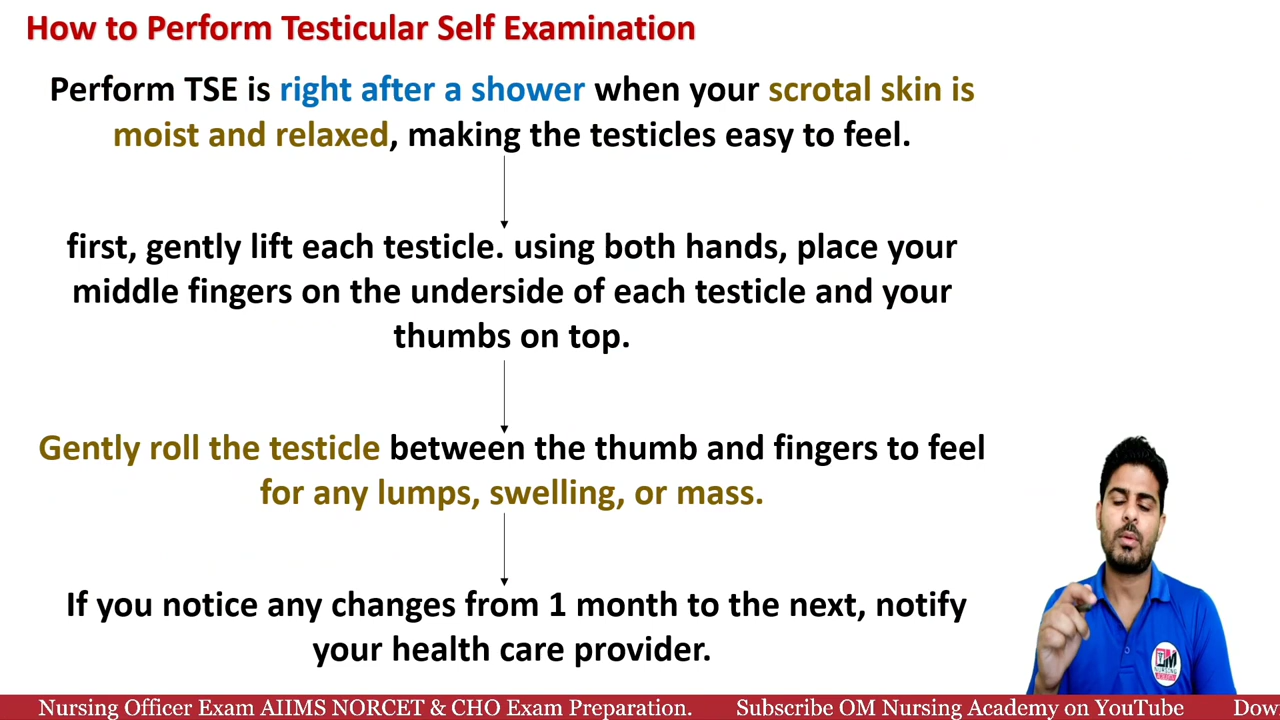 How to Perform Testicular Self Examination
Perform TSE is right after a shower when your scrotal skin is
moist and relaxed, making the testicles easy to feel.
first, gently lift each testicle. using both hands, place your
middle fingers on the underside of each testicle and your
thumbs on top.
Gently roll the testicle between the thumb and fingers to feel
for any lumps, swelling, or mass.
If you notice any changes from 1 month to the next, notify
your health care provider.
Nursing Officer Exam AIIMS NORCET & CHO Exam Preparation. Subscribe OM Nursing Academy on YouTube Dow